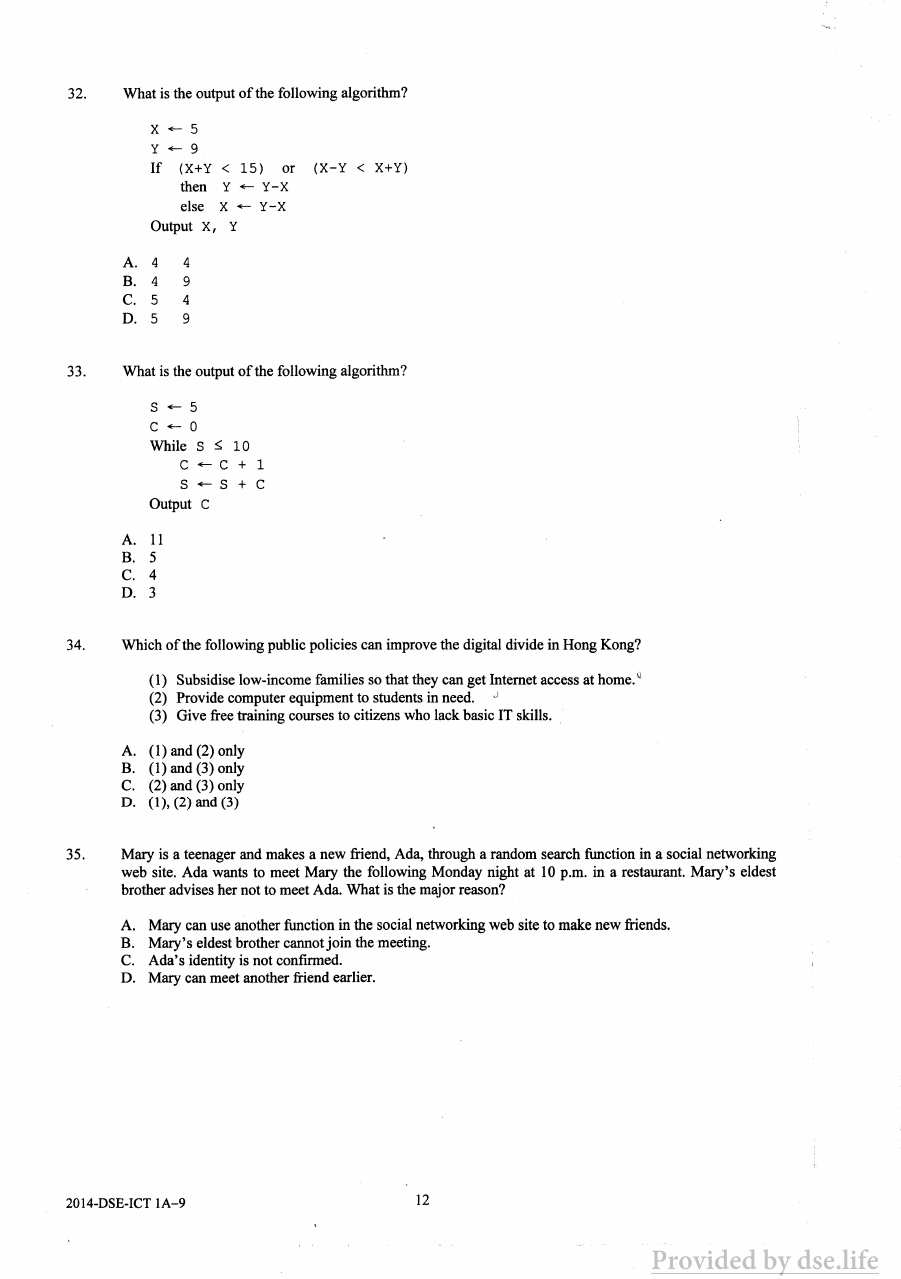 32. What is the output of the following algorithm?
X ← 5
Y ← 9
If (X+Y < 15) or (X-Y < X+Y)
then Y ← Y-X
else X ← Y-X
Output X, Y
A. 4 4
B. 4 9
C. 5 4
D. 5 9
33. What is the output of the following algorithm?
S ← 5
C ← 0
While S ≤ 10
C ← C + 1
S ← S + C
Output C
A. 11
B. 5
C. 4
D. 3
34. Which of the following public policies can improve the digital divide in Hong Kong?
(1) Subsidise low-income families so that they can get Internet access at home.
(2) Provide computer equipment to students in need.
(3) Give free training courses to citizens who lack basic IT skills.
A. (1) and (2) only
B. (1) and (3) only
C. (2) and (3) only
D. (1), (2) and (3)
35. Mary is a teenager and makes a new friend, Ada, through a random search function in a social networking
web site. Ada wants to meet Mary the following Monday night at 10 p.m. in a restaurant. Mary's eldest
brother advises her not to meet Ada. What is the major reason?
A. Mary can use another function in the social networking web site to make new friends.
B. Mary's eldest brother cannot join the meeting.
C. Ada's identity is not confirmed.
D. Mary can meet another friend earlier.
2014-DSE-ICT 1A–9 12
Provided by dse.life